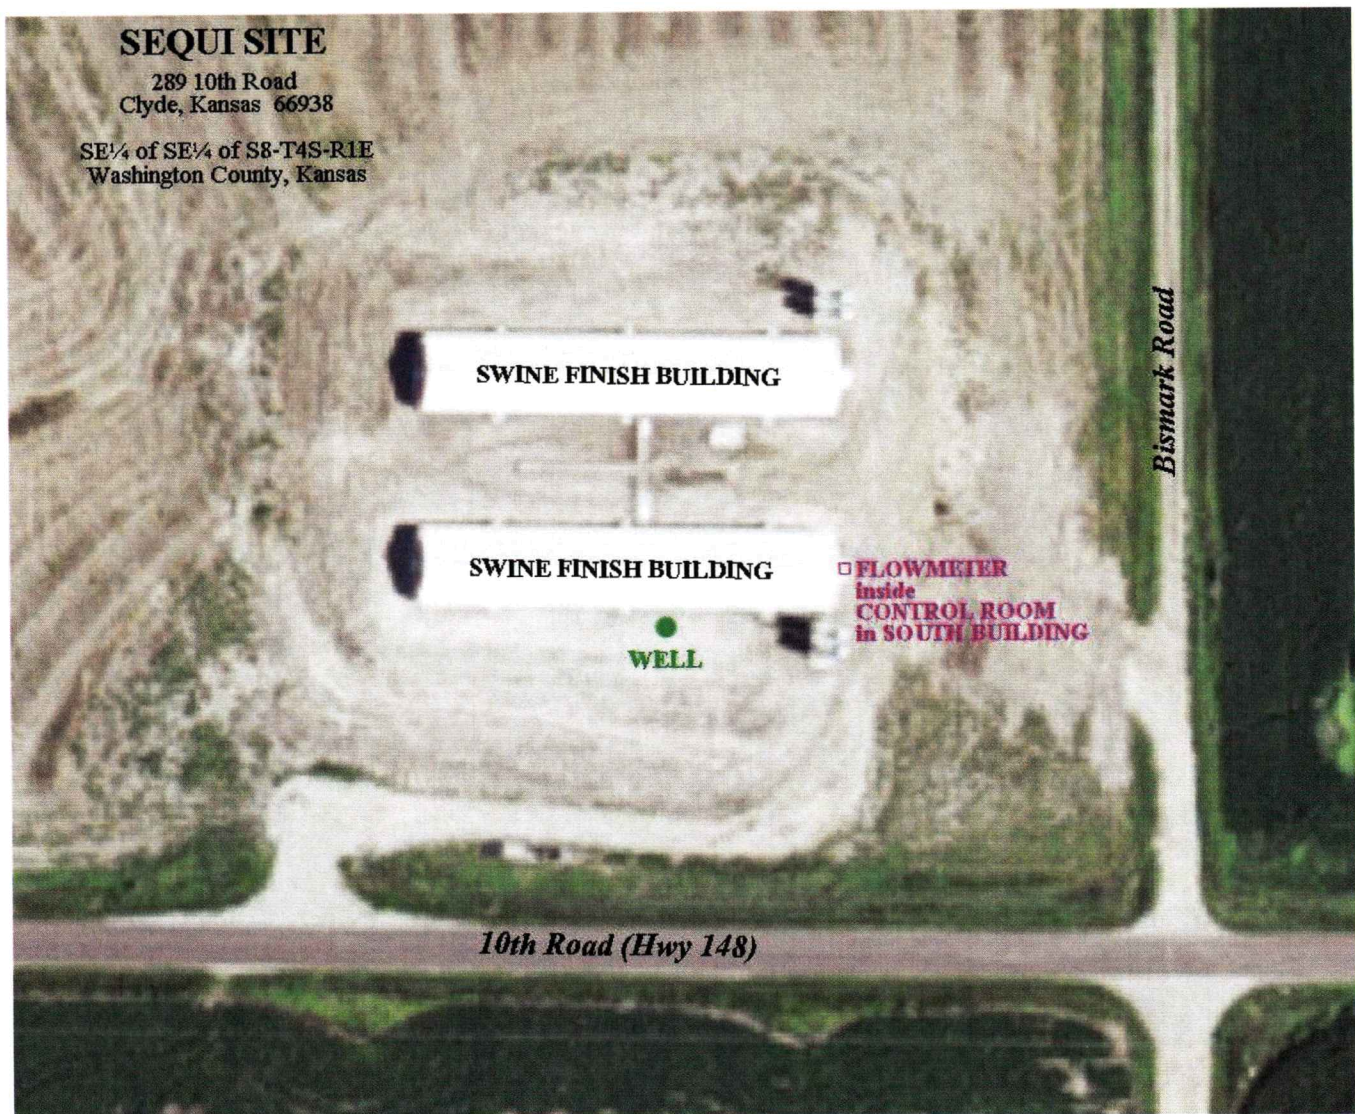 SEQUI SITE
289 10th Road
Clyde, Kansas 66938
SE¼ of SE¼ of S8-T4S-R1E
Washington County, Kansas
Bismark Road
SWINE FINISH BUILDING
SWINE FINISH BUILDING
FLOWMETER
inside
CONTROL ROOM
in SOUTH BUILDING
WELL
10th Road (Hwy 148)